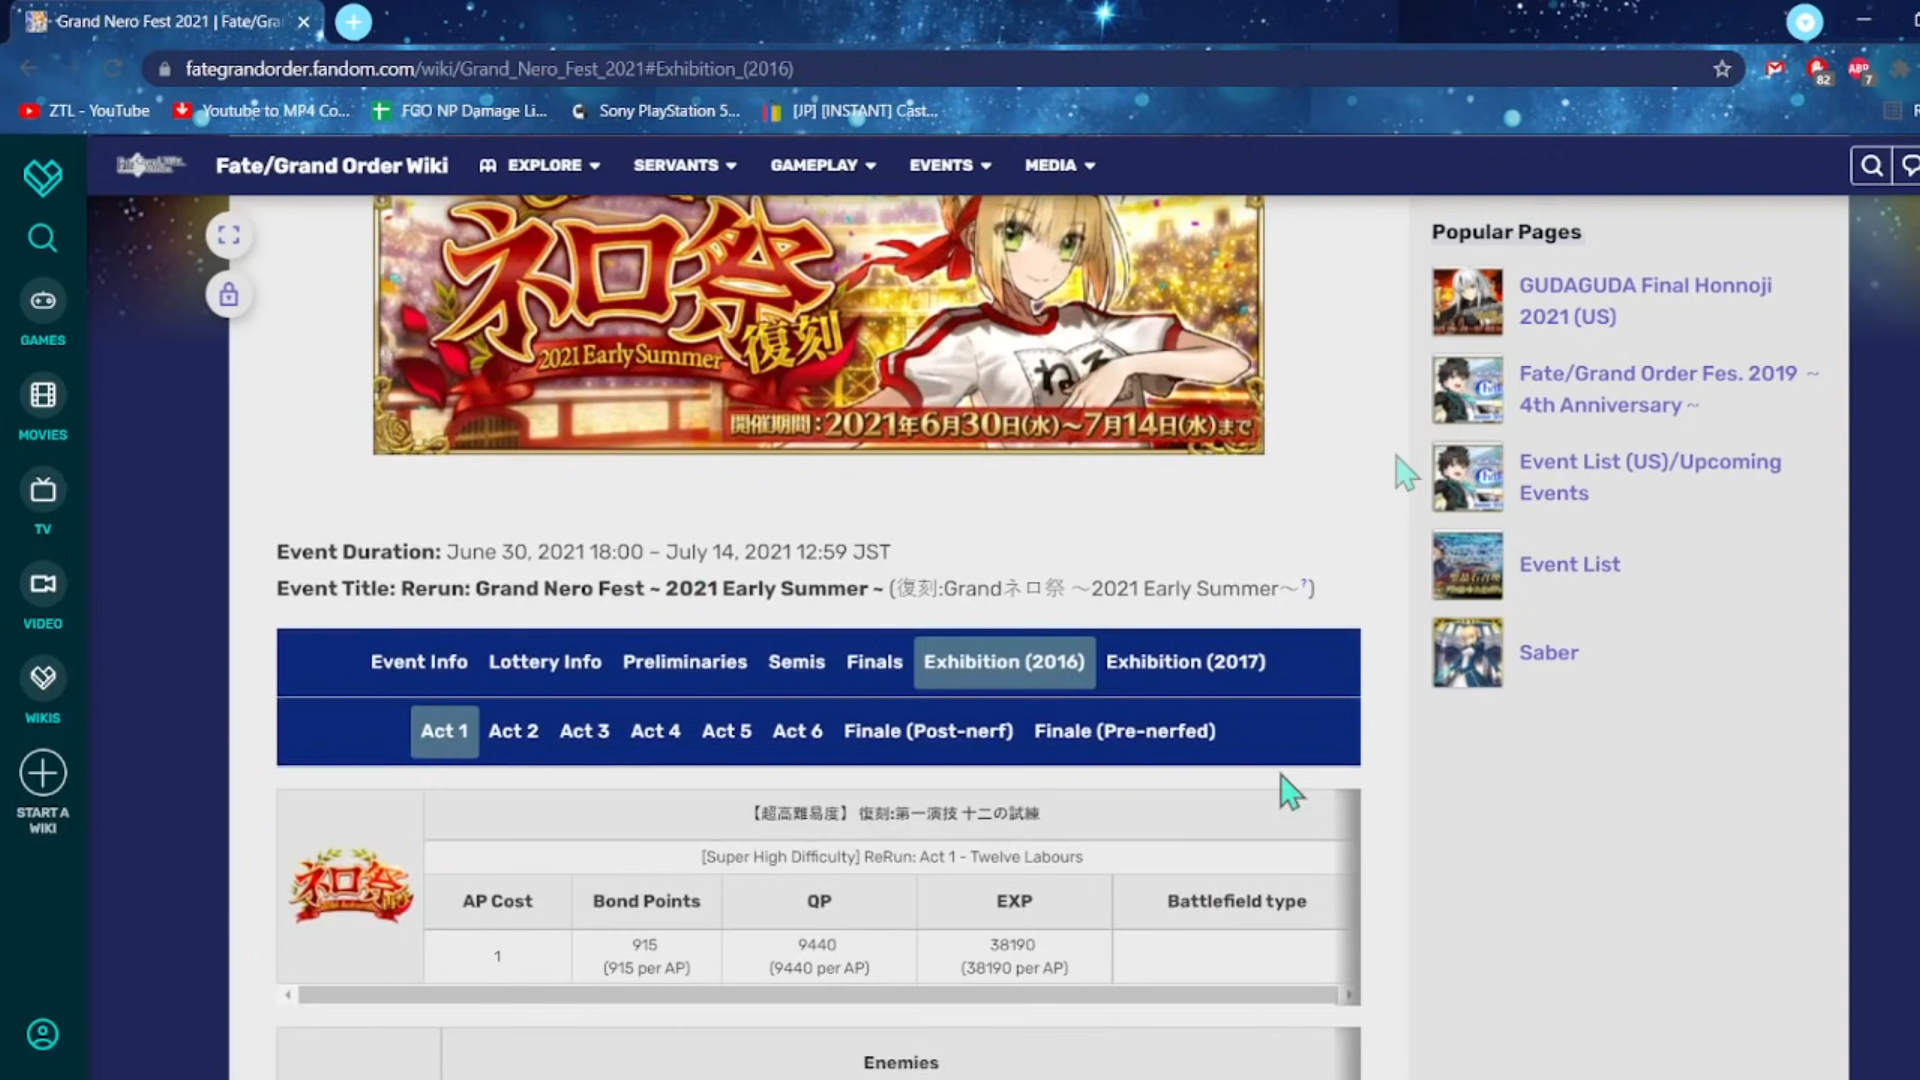 Grand Nero Fest 2021 | Fate/Gra
fategrandorder.fandom.com/wiki/Grand_Nero_Fest_2021#Exhibition_(2016)
82
ABP
7
ZTL - YouTube
Youtube to MP4 Co...
FGO NP Damage Li...
Sony PlayStation 5...
[JP] [INSTANT] Cast...
Fate/Grand Order Wiki
EXPLORE
SERVANTS
GAMEPLAY
EVENTS
MEDIA
GAMES
MOVIES
TV
VIDEO
WIKIS
START A
WIKI
ネロ祭
2021 Early Summer
復刻
ねろ
開催期間:2021年6月30日(水)~7月14日(水)まで
Event Duration: June 30, 2021 18:00 ~ July 14, 2021 12:59 JST
Event Title: Rerun: Grand Nero Fest ~ 2021 Early Summer ~ (復刻:Grandネロ祭 ～2021 Early Summer～?)
Event Info
Lottery Info
Preliminaries
Semis
Finals
Exhibition (2016)
Exhibition (2017)
Act 1
Act 2
Act 3
Act 4
Act 5
Act 6
Finale (Post-nerf)
Finale (Pre-nerfed)
【超高難易度】 復刻:第一演技 十二の試練
[Super High Difficulty] ReRun: Act 1 - Twelve Labours
ネロ祭
AP Cost
Bond Points
QP
EXP
Battlefield type
1
915
(915 per AP)
9440
(9440 per AP)
38190
(38190 per AP)
Enemies
Popular Pages
GUDAGUDA Final Honnoji
2021 (US)
Fate/Grand Order Fes. 2019 ~
4th Anniversary ~
Event List (US)/Upcoming
Events
Event List
Saber